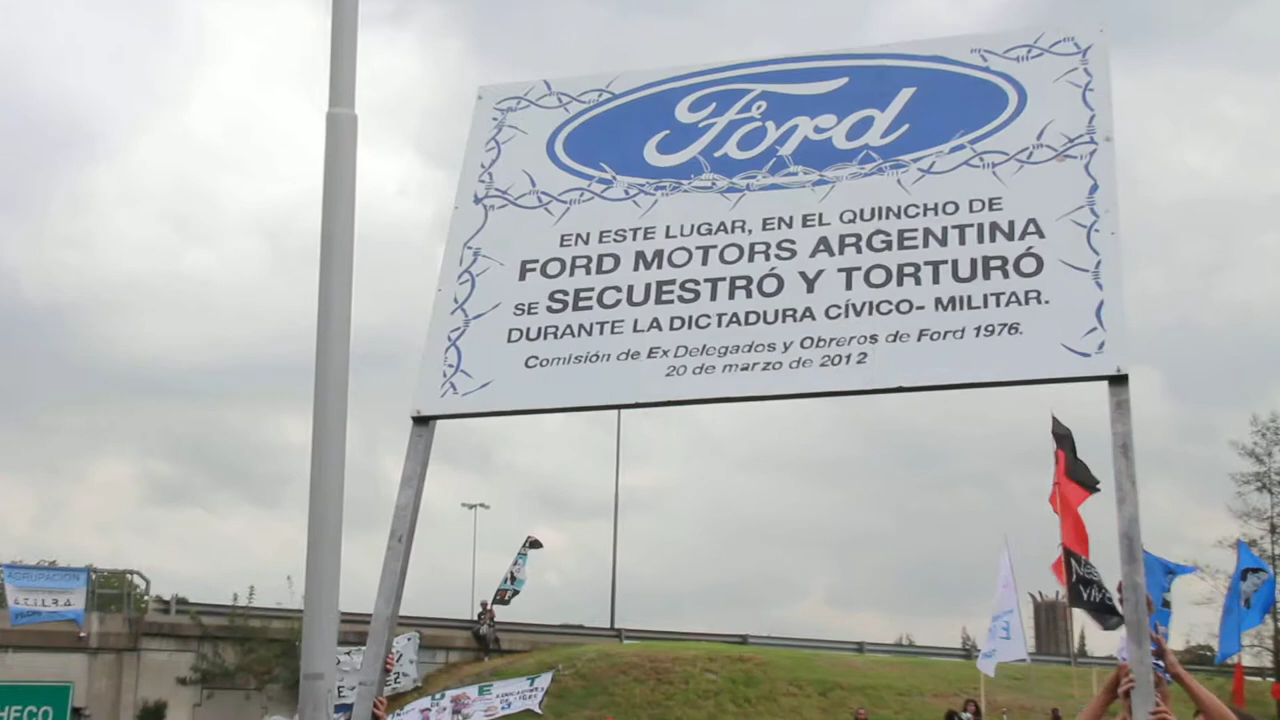 Ford
EN ESTE LUGAR, EN EL QUINCHO DE
FORD MOTORS ARGENTINA
SE SECUESTRÓ Y TORTURÓ
DURANTE LA DICTADURA CÍVICO- MILITAR.
Comisión de Ex Delegados y Obreros de Ford 1976.
20 de marzo de 2012
AGRUPACION
HECO